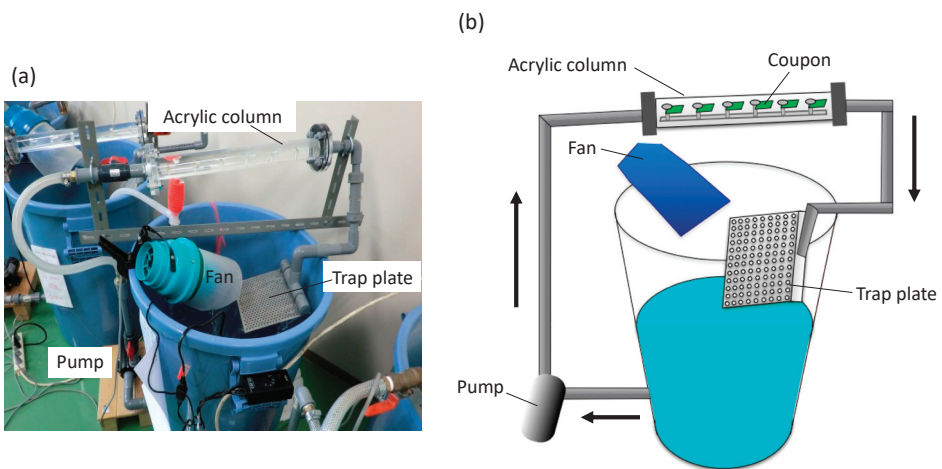 (a)
Acrylic column
Fan
Trap plate
Pump
(b)
Coupon
Acrylic column
Fan
Trap plate
Pump